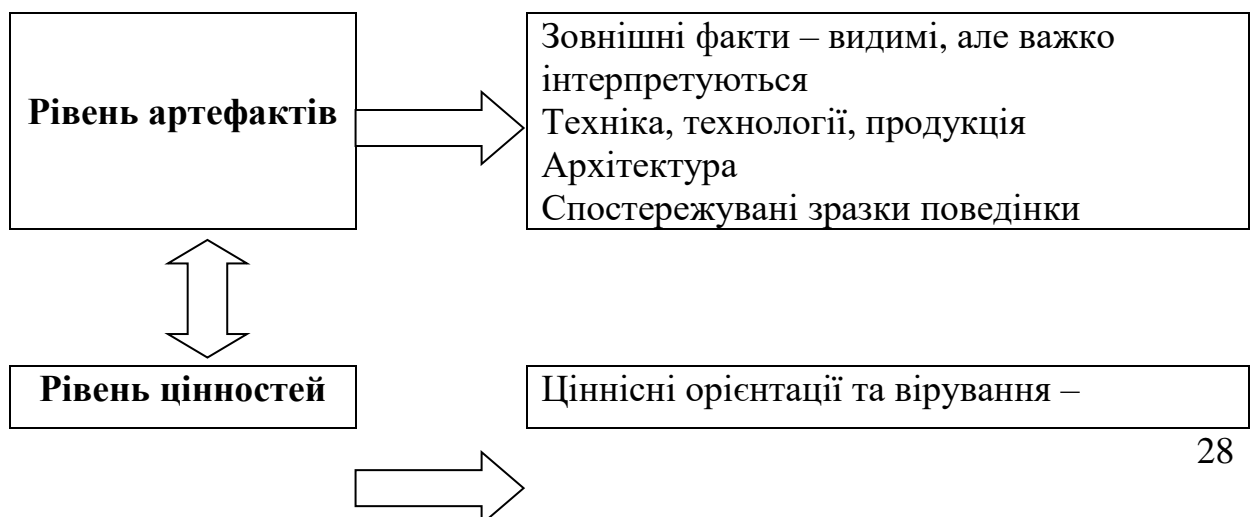 Рівень артефактів
Зовнішні факти – видимі, але важко
інтерпретуються
Техніка, технології, продукція
Архітектура
Спостережувані зразки поведінки
Рівень цінностей
Ціннісні орієнтації та вірування –
28